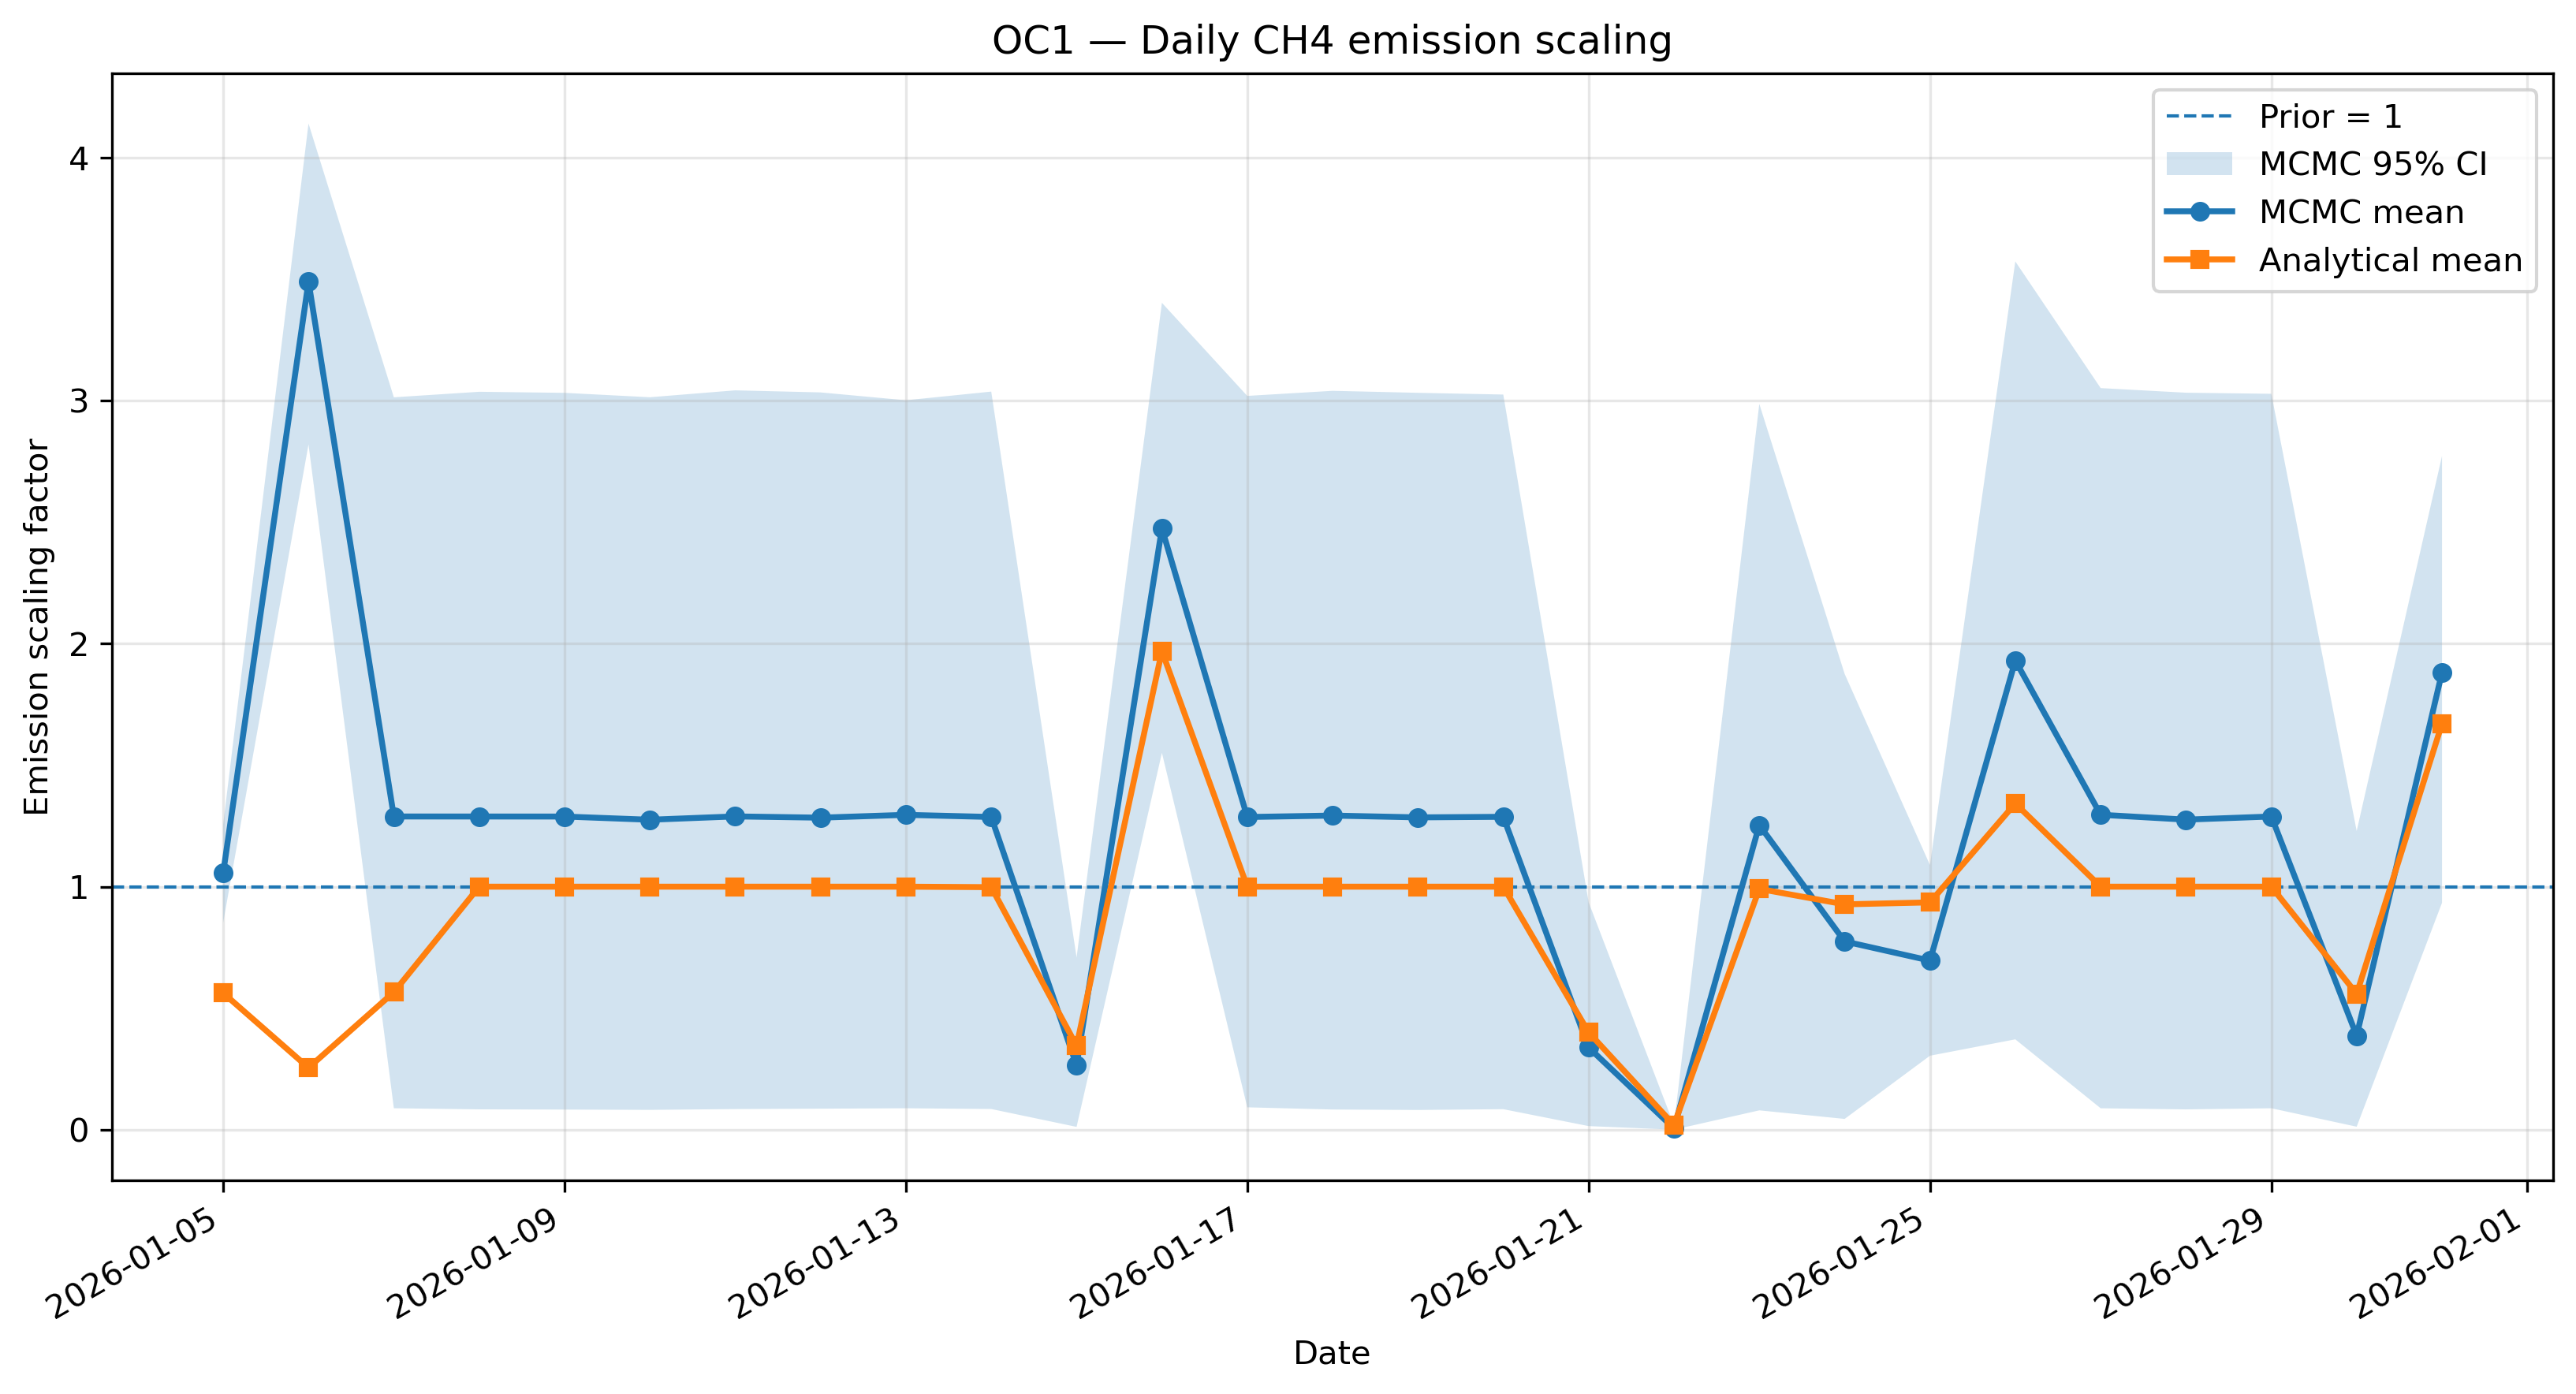 OC1 — Daily CH4 emission scaling
Prior = 1
MCMC 95% CI
MCMC mean
Analytical mean
Emission scaling factor
4
3
2
1
0
2026-01-05
2026-01-09
2026-01-13
2026-01-17
2026-01-21
2026-01-25
2026-01-29
2026-02-01
Date